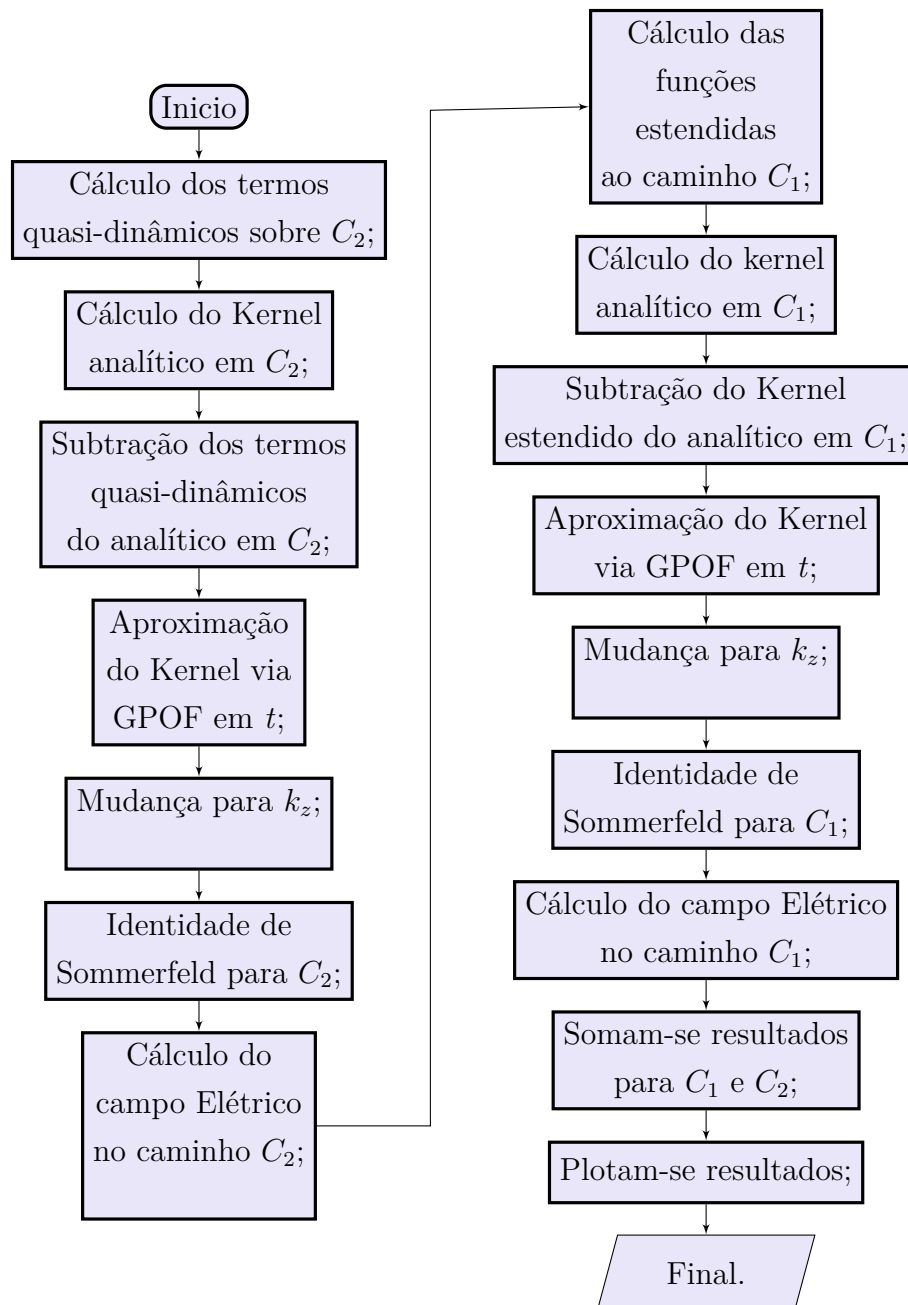 Inicio
Cálculo dos termos
quasi-dinâmicos sobre C₂;
Cálculo do Kernel
analítico em C₂;
Subtração dos termos
quasi-dinâmicos
do analítico em C₂;
Aproximação
do Kernel via
GPOF em t;
Mudança para k_z;
Identidade de
Sommerfeld para C₂;
Cálculo do
campo Elétrico
no caminho C₂;
Cálculo das
funções
estendidas
ao caminho C₁;
Cálculo do kernel
analítico em C₁;
Subtração do Kernel
estendido do analítico em C₁;
Aproximação do Kernel
via GPOF em t;
Mudança para k_z;
Identidade de
Sommerfeld para C₁;
Cálculo do campo Elétrico
no caminho C₁;
Somam-se resultados
para C₁ e C₂;
Plotam-se resultados;
Final.